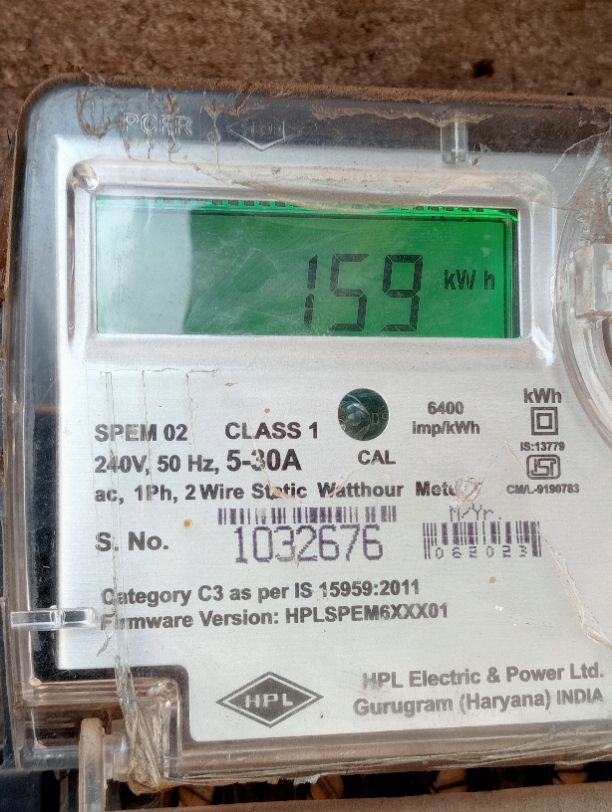 159 kWh
SPEM 02 CLASS 1 6400 imp/kWh kWh
240V, 50 Hz, 5-30A CAL IS:13779
ac, 1Ph, 2 Wire Static Watthour Meter CM/L-9190783
M/Yr.
S. No. 1032676 062023
Category C3 as per IS 15959:2011
Firmware Version: HPLSPEM6XXX01
HPL
HPL Electric & Power Ltd.
Gurugram (Haryana) INDIA